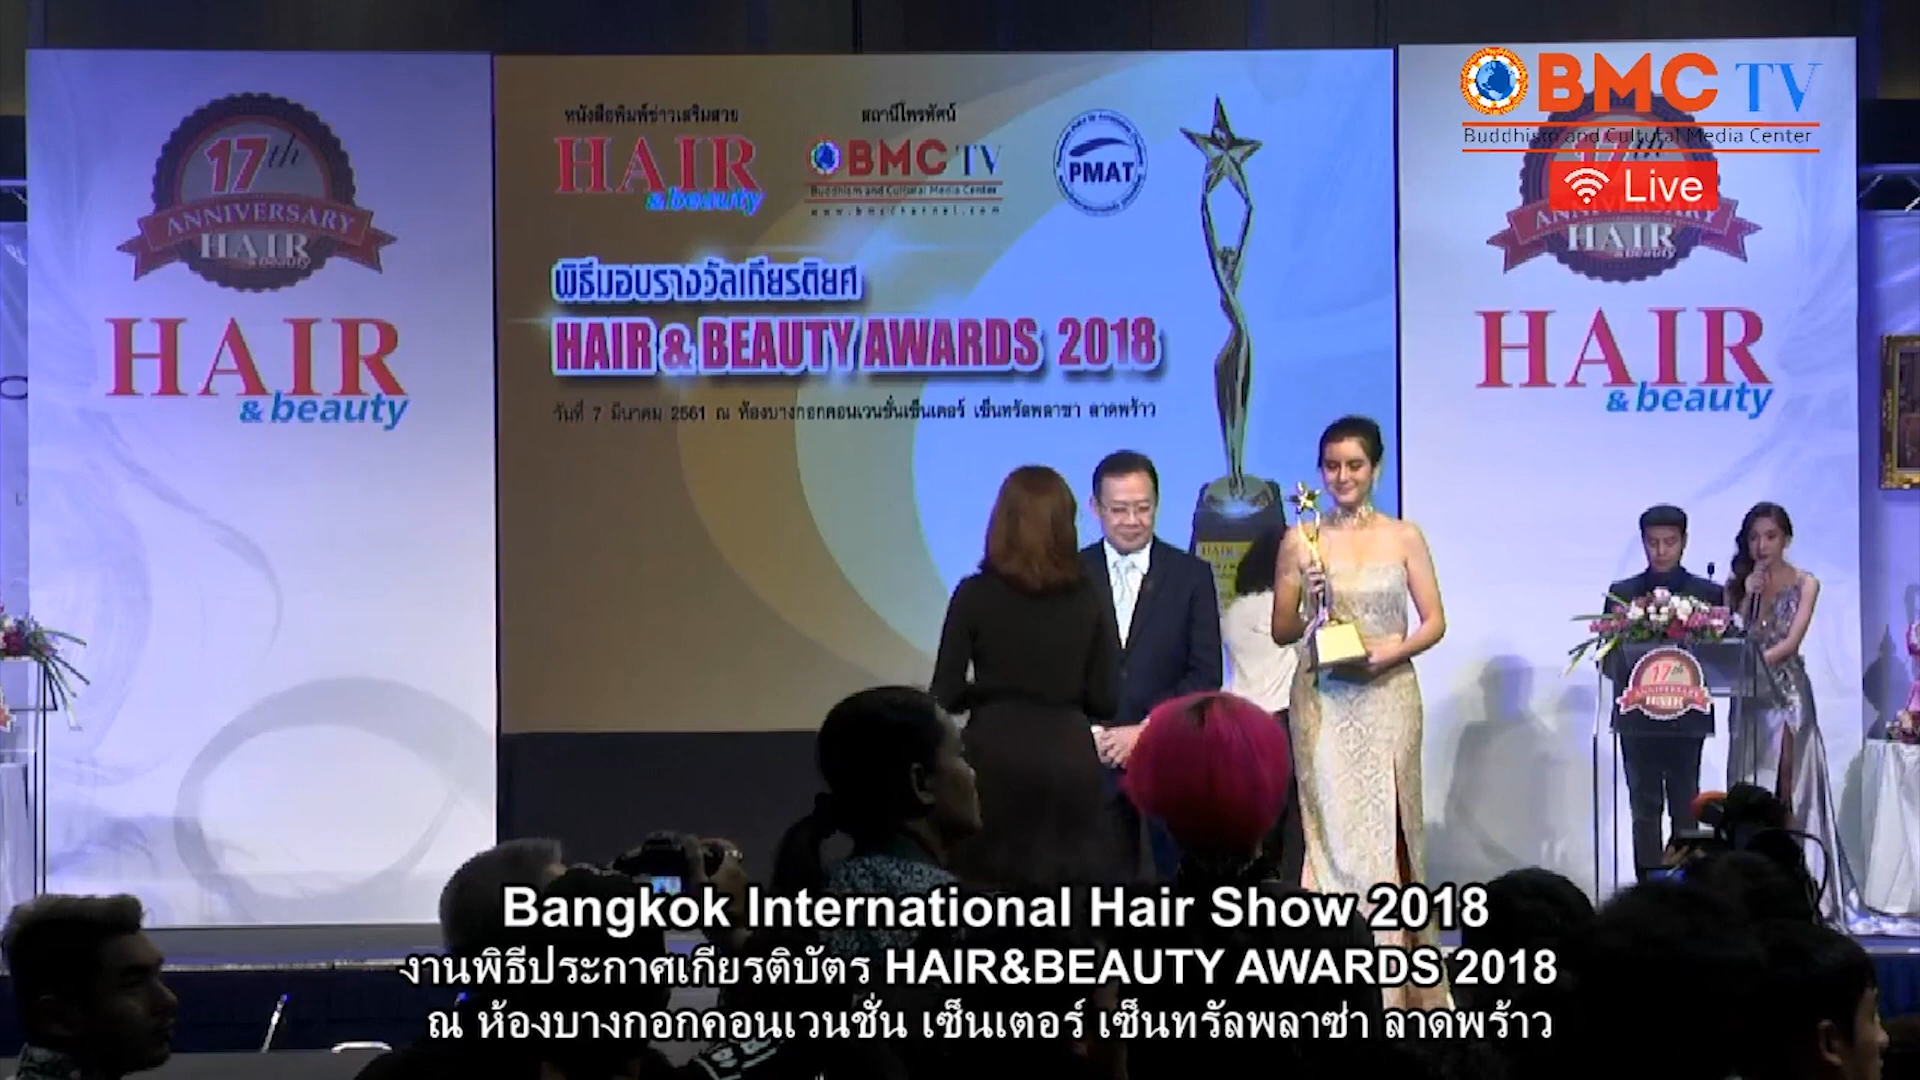 BMC TV
Buddhism and Cultutal Media Center
Live
17th
ANNIVERSARY
HAIR
& beauty
HAIR
& beauty
หนังสือพิมพ์ข่าวเสริมสวย
HAIR
& beauty
สถานีโทรทัศน์
BMC TV
Buddhism and Cultural Media Center
www.bmcchannel.com
PMAT
พิธีมอบรางวัลเกียรติยศ
HAIR & BEAUTY AWARDS 2018
วันที่ 7 มีนาคม 2561 ณ ห้องบางกอกคอนเวนชั่นเซ็นเตอร์ เซ็นทรัลพลาซา ลาดพร้าว
HAIR
17th
ANNIVERSARY
HAIR
& beauty
HAIR
& beauty
17th
ANNIVERSARY
HAIR
Bangkok International Hair Show 2018
งานพิธีประกาศเกียรติบัตร HAIR&BEAUTY AWARDS 2018
ณ ห้องบางกอกคอนเวนชั่น เซ็นเตอร์ เซ็นทรัลพลาซ่า ลาดพร้าว